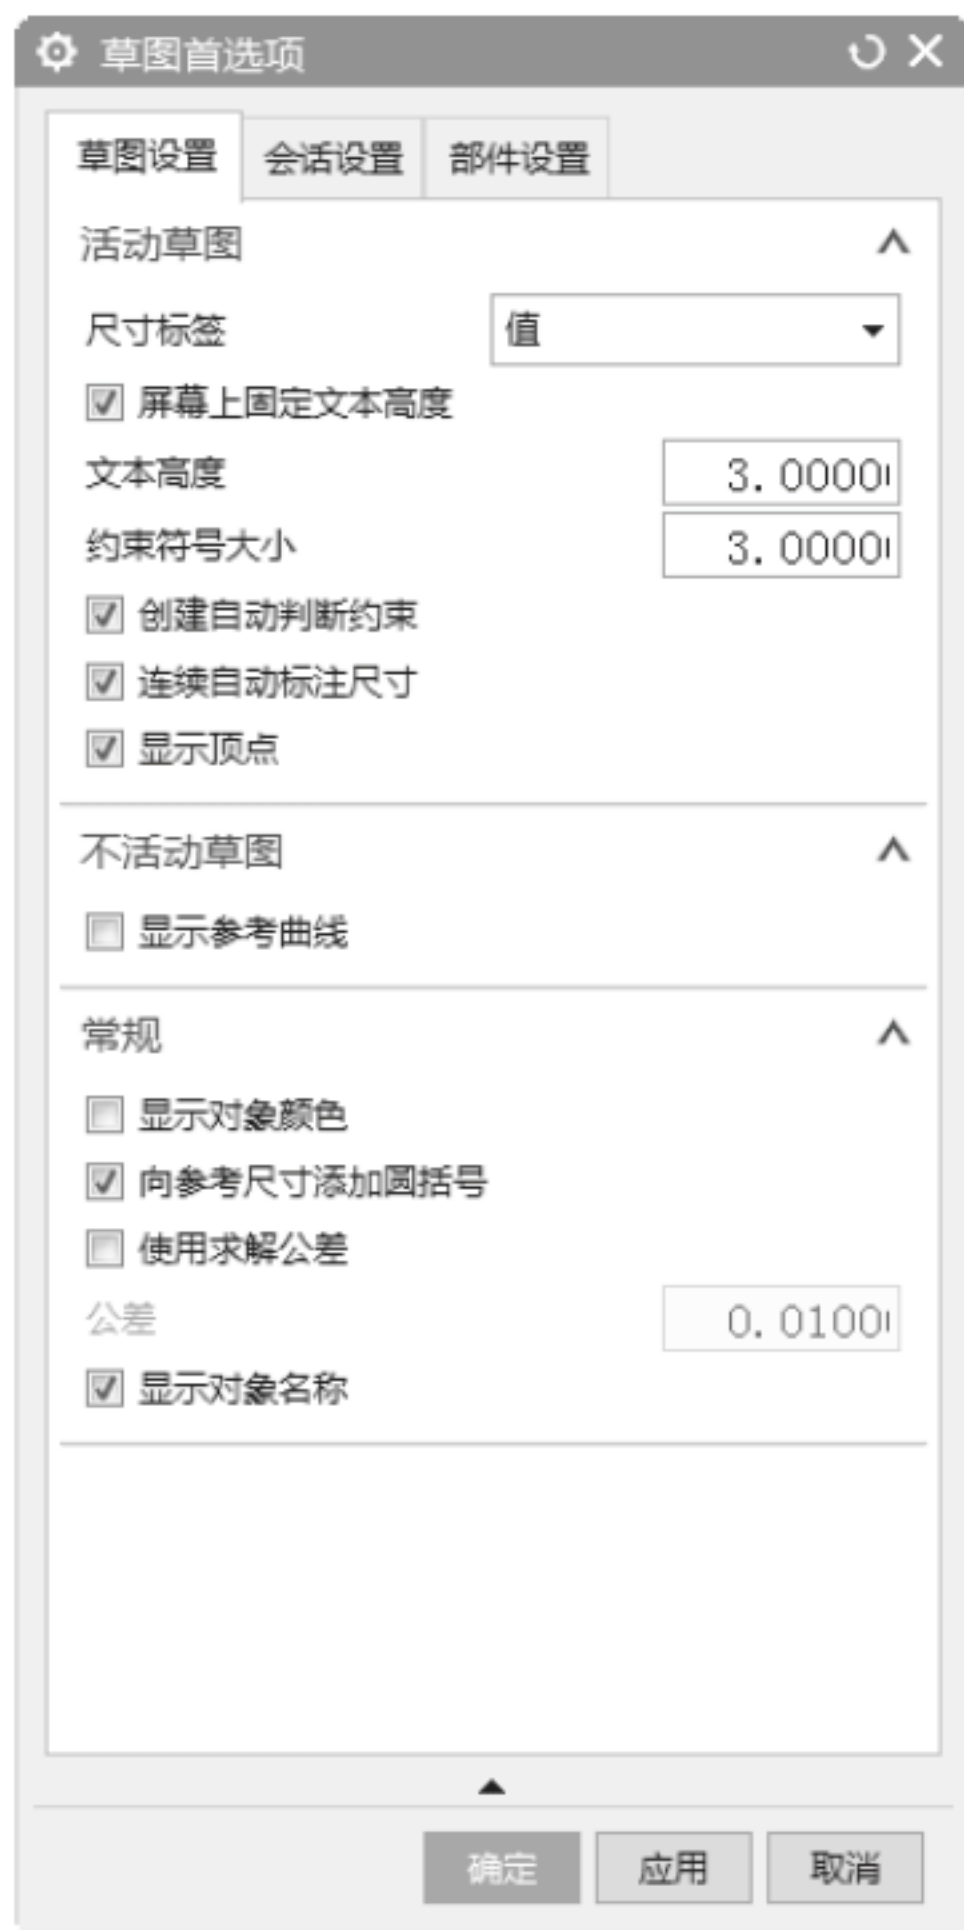 草图首选项
草图设置 会话设置 部件设置
活动草图
尺寸标签 值
屏幕上固定文本高度
文本高度 3.0000
约束符号大小 3.0000
创建自动判断约束
连续自动标注尺寸
显示顶点
不活动草图
显示参考曲线
常规
显示对象颜色
向参考尺寸添加圆括号
使用求解公差
公差 0.0100
显示对象名称
确定 应用 取消